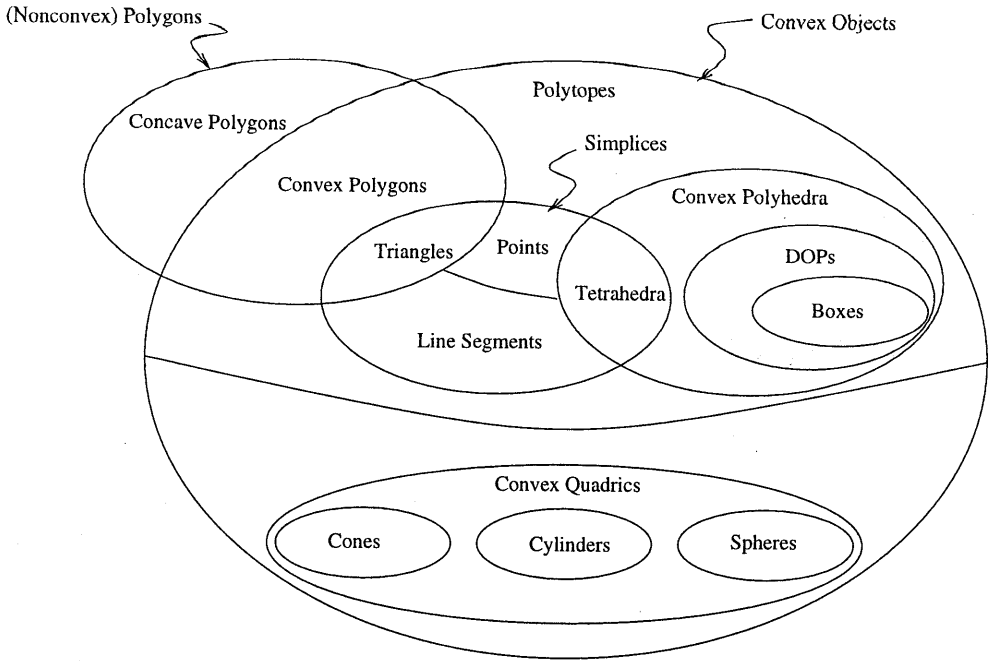 (Nonconvex) Polygons
Convex Objects
Polytopes
Concave Polygons
Simplices
Convex Polygons
Convex Polyhedra
Triangles
Points
DOPs
Tetrahedra
Boxes
Line Segments
Convex Quadrics
Cones
Cylinders
Spheres